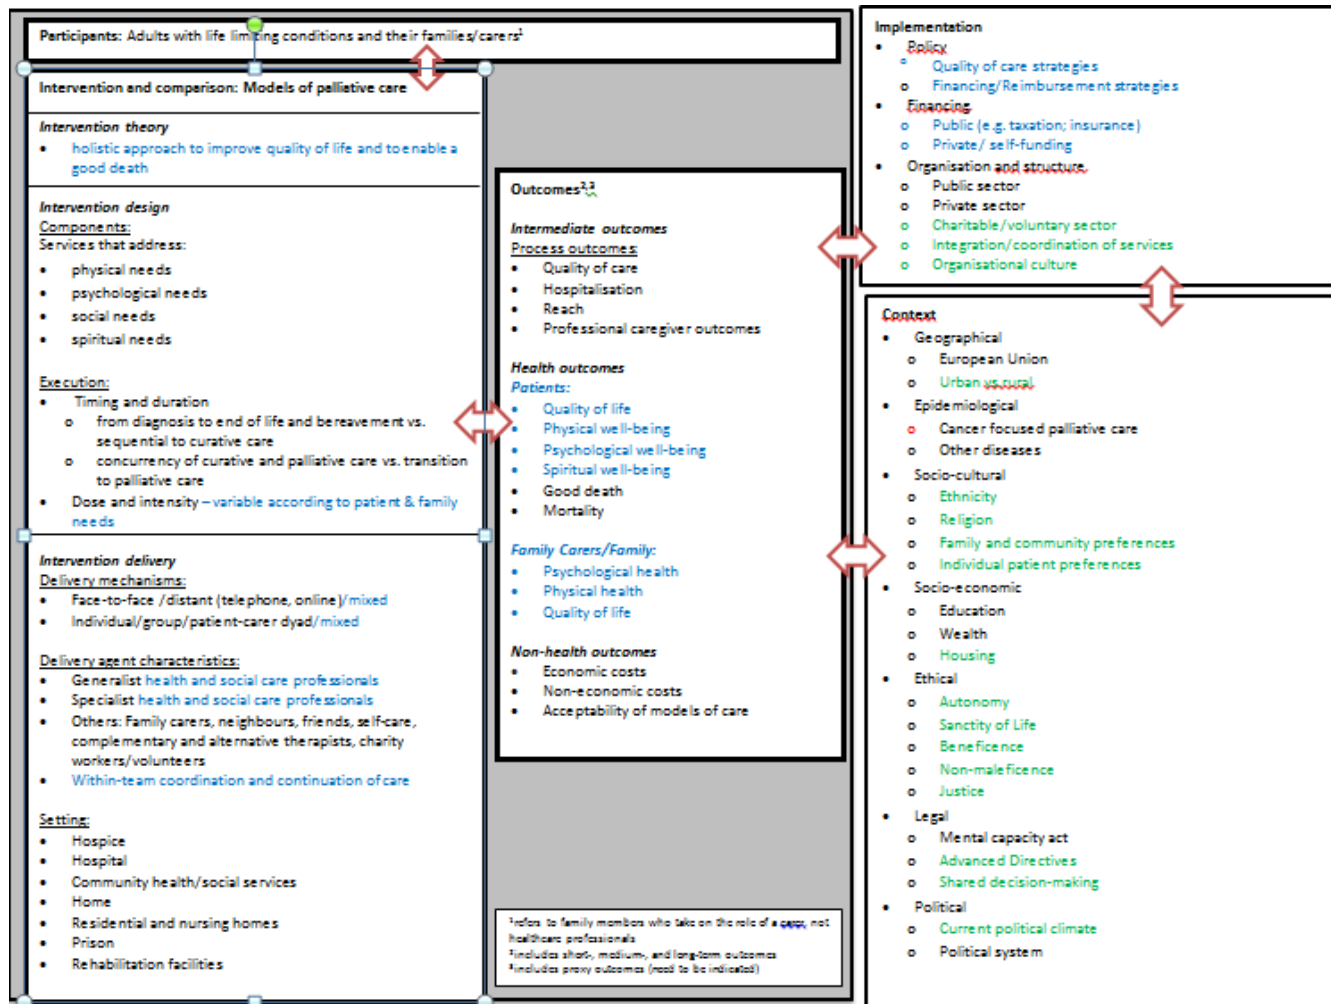 Participants: Adults with life limiting conditions and their families/carers¹
Intervention and comparison: Models of palliative care
Intervention theory
• holistic approach to improve quality of life and to enable a
good death
Intervention design
Components:
Services that address:
• physical needs
• psychological needs
• social needs
• spiritual needs
Execution:
• Timing and duration
o from diagnosis to end of life and bereavement vs.
sequential to curative care
o concurrency of curative and palliative care vs. transition
to palliative care
• Dose and intensity – variable according to patient & family
needs
Intervention delivery
Delivery mechanisms:
• Face-to-face /distant (telephone, online)/mixed
• Individual/group/patient-carer dyad/mixed
Delivery agent characteristics:
• Generalist health and social care professionals
• Specialist health and social care professionals
• Others: Family carers, neighbours, friends, self-care,
complementary and alternative therapists, charity
workers/volunteers
• Within-team coordination and continuation of care
Setting:
• Hospice
• Hospital
• Community health/social services
• Home
• Residential and nursing homes
• Prison
• Rehabilitation facilities
Outcomes²,³
Intermediate outcomes
Process outcomes:
• Quality of care
• Hospitalisation
• Reach
• Professional caregiver outcomes
Health outcomes
Patients:
• Quality of life
• Physical well-being
• Psychological well-being
• Spiritual well-being
• Good death
• Mortality
Family Carers/Family:
• Psychological health
• Physical health
• Quality of life
Non-health outcomes
• Economic costs
• Non-economic costs
• Acceptability of models of care
¹refers to family members who take on the role of a carer, not
healthcare professionals
²includes short-, medium-, and long-term outcomes
³includes proxy outcomes (need to be indicated)
Implementation
• Policy
o Quality of care strategies
o Financing/Reimbursement strategies
• Financing
o Public (e.g. taxation; insurance)
o Private/ self-funding
• Organisation and structure
o Public sector
o Private sector
o Charitable/voluntary sector
o Integration/coordination of services
o Organisational culture
Context
• Geographical
o European Union
o Urban vs rural
• Epidemiological
o Cancer focused palliative care
o Other diseases
• Socio-cultural
o Ethnicity
o Religion
o Family and community preferences
o Individual patient preferences
• Socio-economic
o Education
o Wealth
o Housing
• Ethical
o Autonomy
o Sanctity of Life
o Beneficence
o Non-maleficence
o Justice
• Legal
o Mental capacity act
o Advanced Directives
o Shared decision-making
• Political
o Current political climate
o Political system